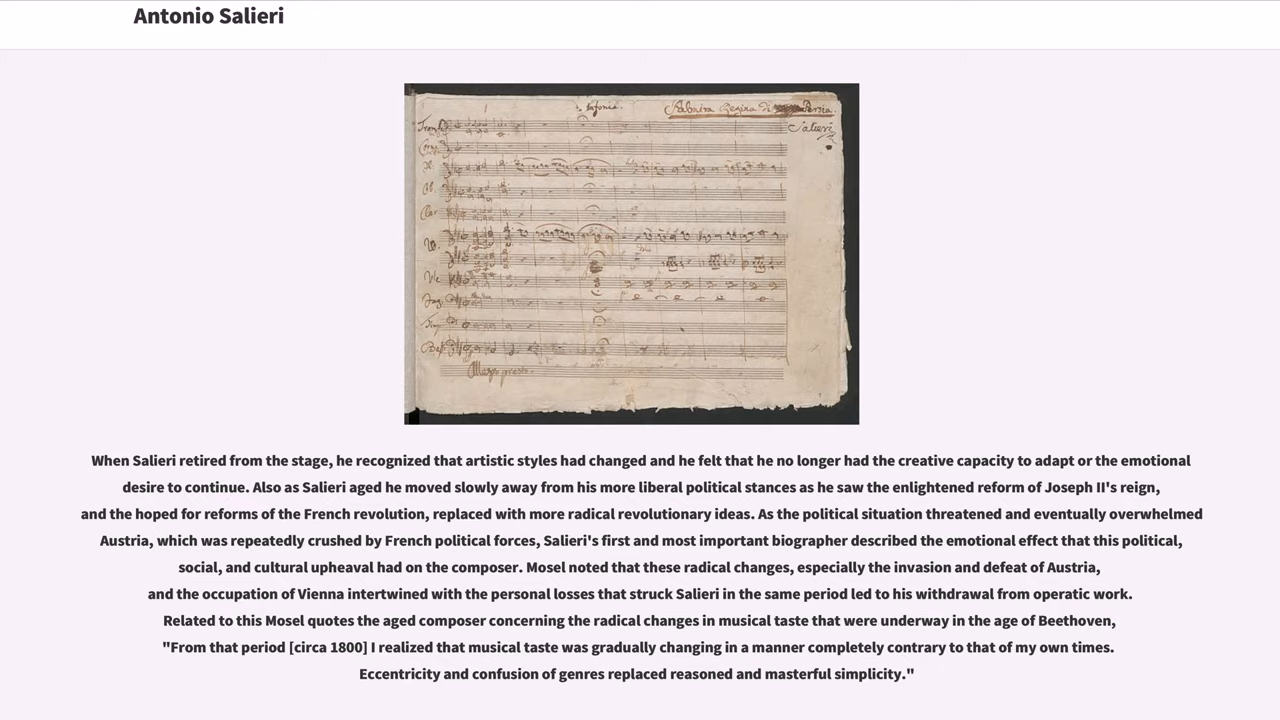 Antonio Salieri
Sinfonia.
Regina di Persia.
Salieri
Allegro presto.
When Salieri retired from the stage, he recognized that artistic styles had changed and he felt that he no longer had the creative capacity to adapt or the emotional
desire to continue. Also as Salieri aged he moved slowly away from his more liberal political stances as he saw the enlightened reform of Joseph II's reign,
and the hoped for reforms of the French revolution, replaced with more radical revolutionary ideas. As the political situation threatened and eventually overwhelmed
Austria, which was repeatedly crushed by French political forces, Salieri's first and most important biographer described the emotional effect that this political,
social, and cultural upheaval had on the composer. Mosel noted that these radical changes, especially the invasion and defeat of Austria,
and the occupation of Vienna intertwined with the personal losses that struck Salieri in the same period led to his withdrawal from operatic work.
Related to this Mosel quotes the aged composer concerning the radical changes in musical taste that were underway in the age of Beethoven,
"From that period [circa 1800] I realized that musical taste was gradually changing in a manner completely contrary to that of my own times.
Eccentricity and confusion of genres replaced reasoned and masterful simplicity."